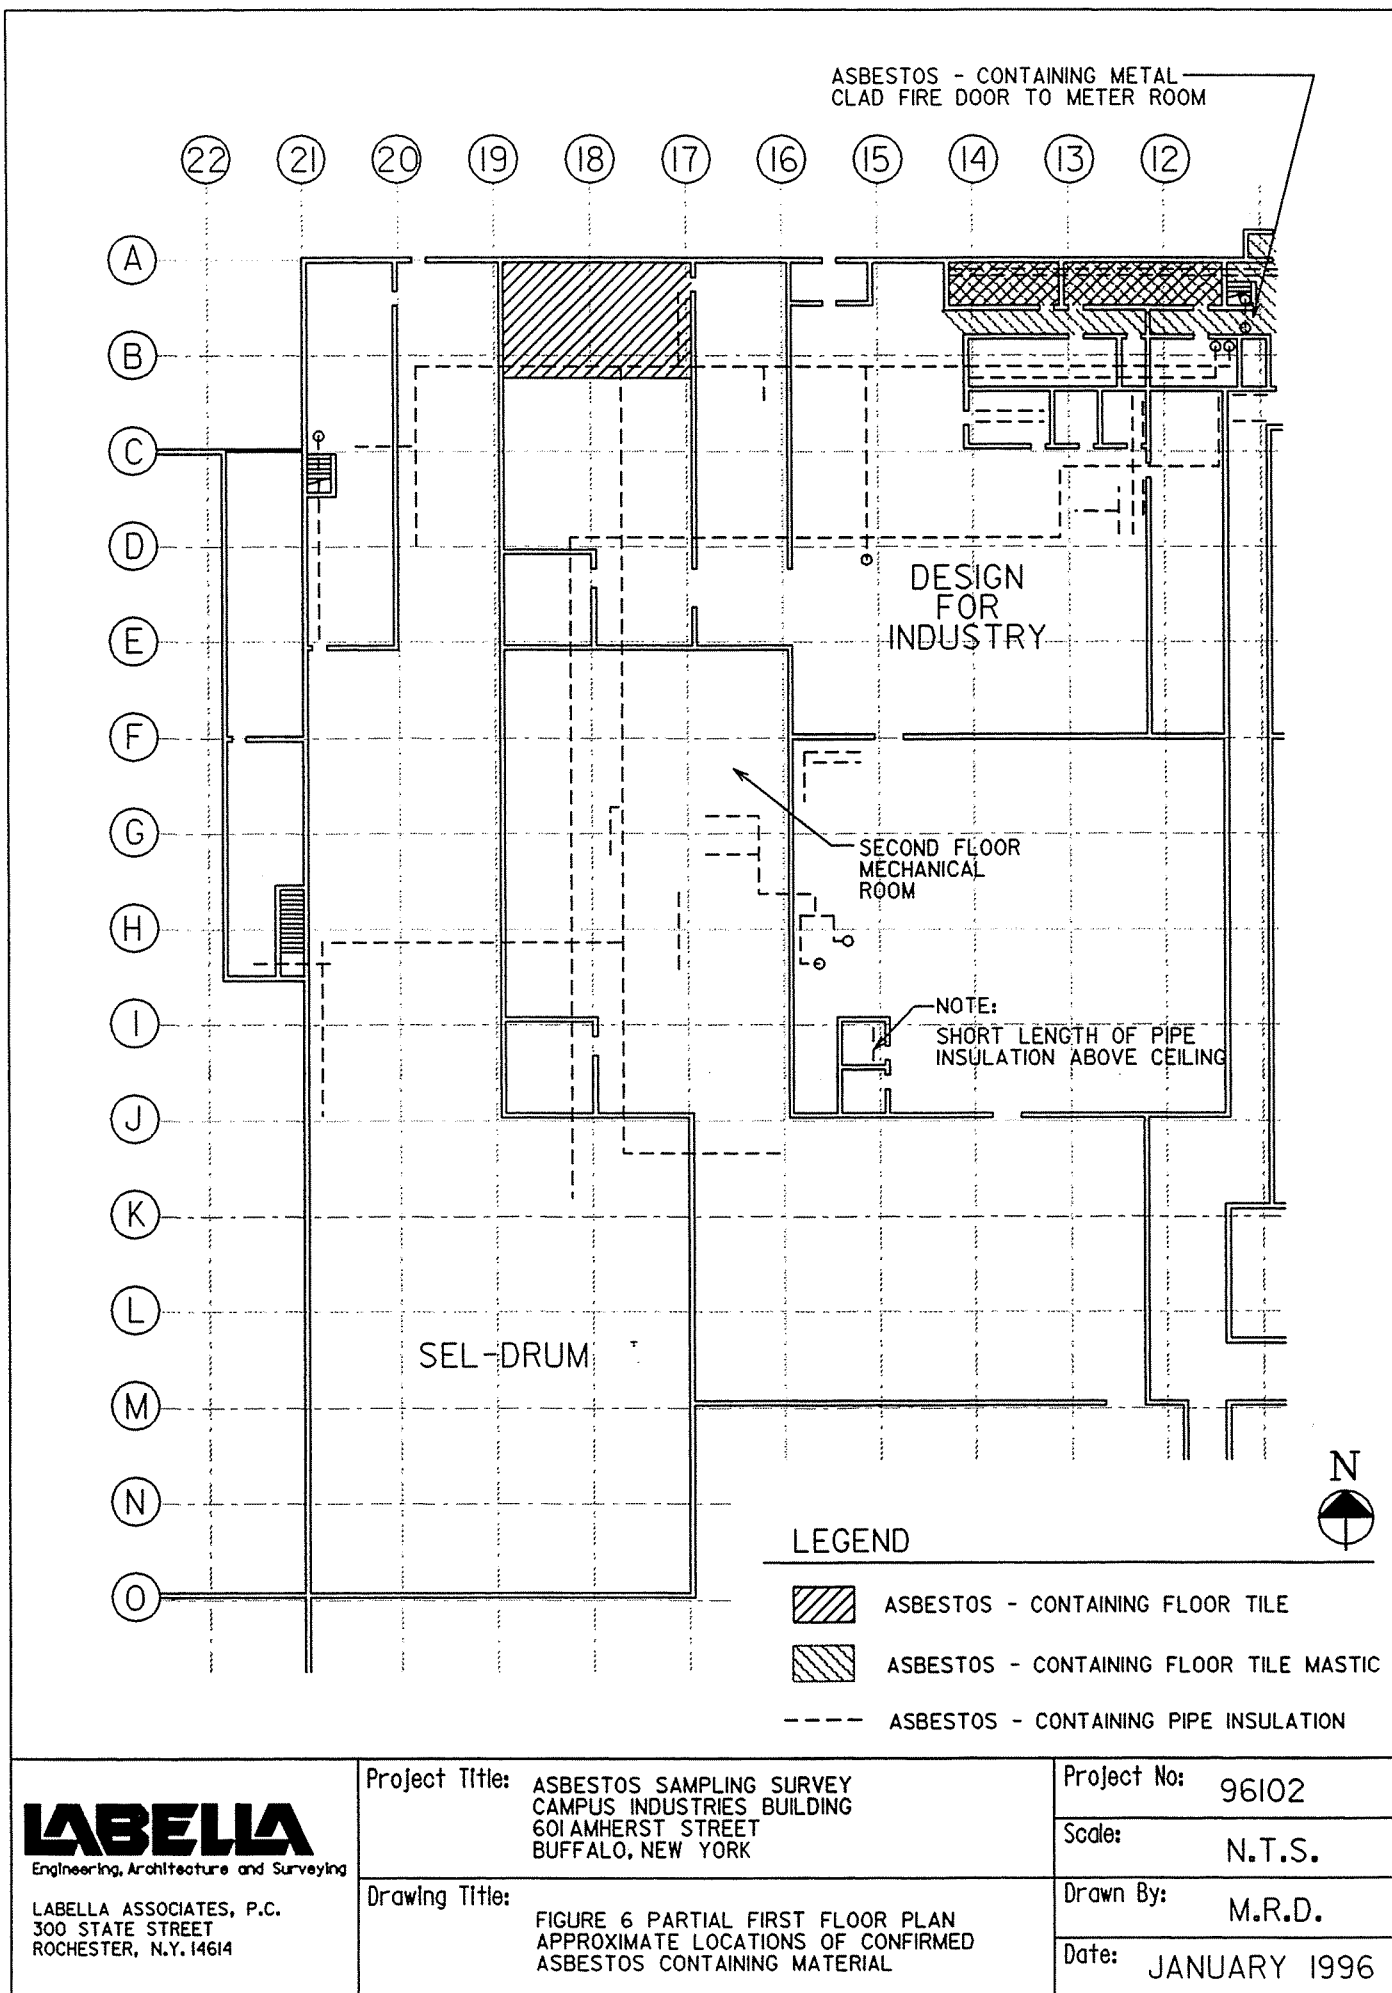 ASBESTOS - CONTAINING METAL
CLAD FIRE DOOR TO METER ROOM
22 21 20 19 18 17 16 15 14 13 12
A
B
C
D
DESIGN
FOR
INDUSTRY
E
F
G
SECOND FLOOR
MECHANICAL
ROOM
H
I
NOTE:
SHORT LENGTH OF PIPE
INSULATION ABOVE CEILING
J
K
L
SEL-DRUM
M
N
N
O
LEGEND
ASBESTOS - CONTAINING FLOOR TILE
ASBESTOS - CONTAINING FLOOR TILE MASTIC
ASBESTOS - CONTAINING PIPE INSULATION
LABELLA
Engineering, Architecture and Surveying
LABELLA ASSOCIATES, P.C.
300 STATE STREET
ROCHESTER, N.Y. 14614
Project Title: ASBESTOS SAMPLING SURVEY
CAMPUS INDUSTRIES BUILDING
601 AMHERST STREET
BUFFALO, NEW YORK
Drawing Title:
FIGURE 6 PARTIAL FIRST FLOOR PLAN
APPROXIMATE LOCATIONS OF CONFIRMED
ASBESTOS CONTAINING MATERIAL
Project No: 96102
Scale: N.T.S.
Drawn By: M.R.D.
Date: JANUARY 1996